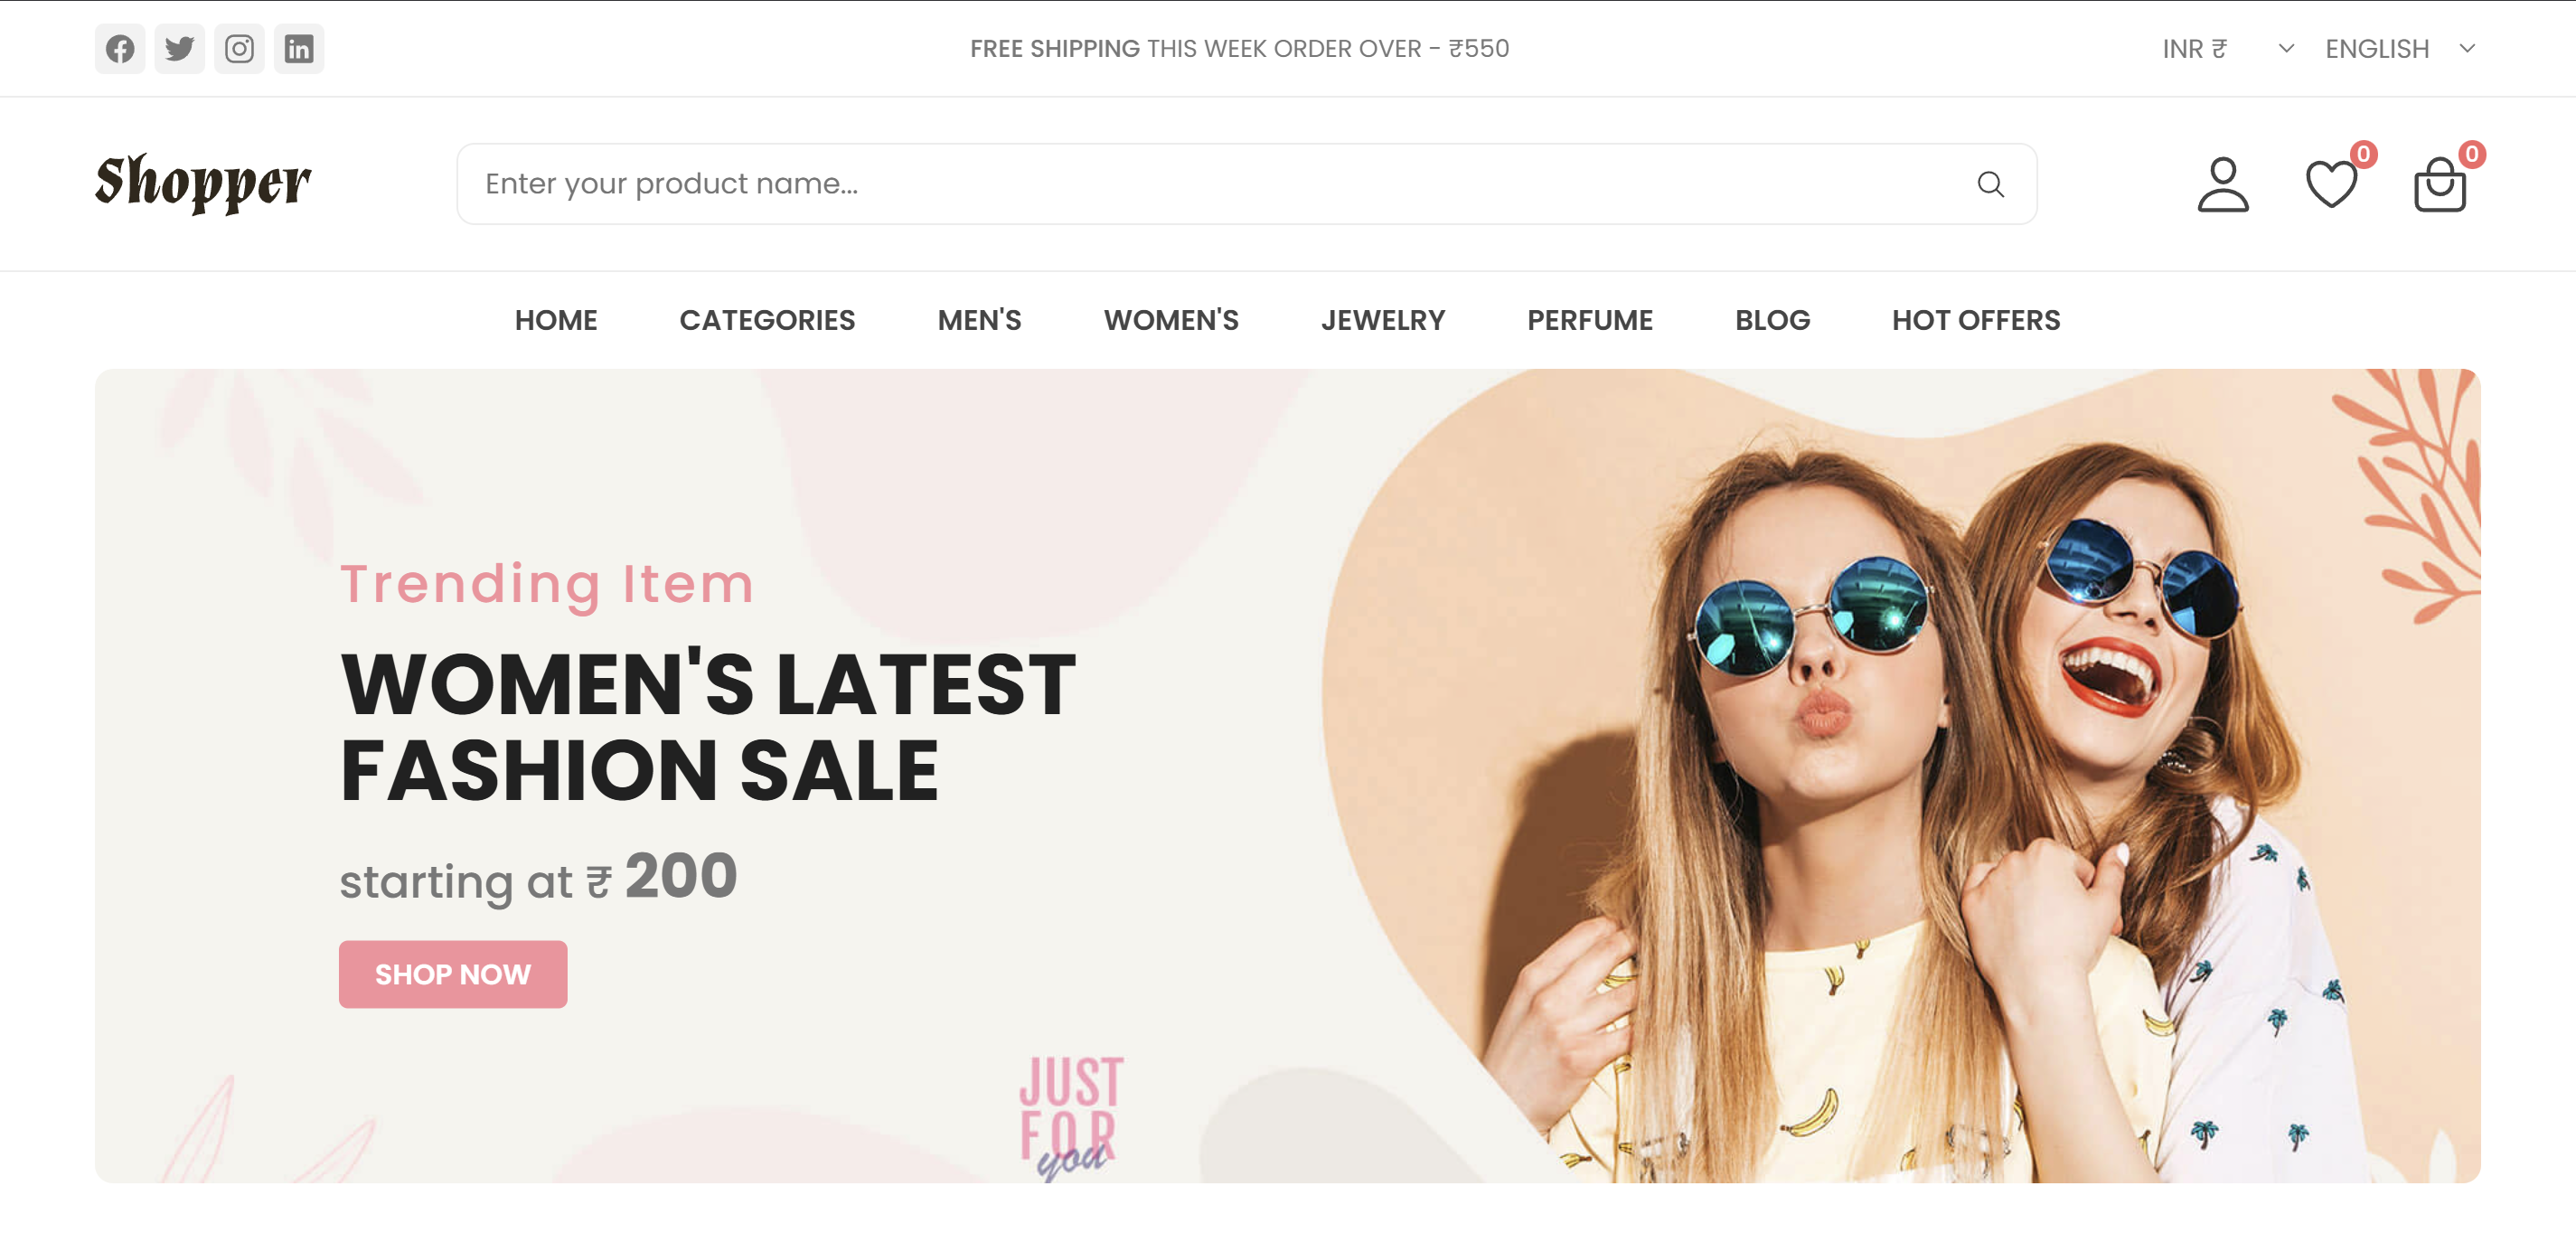 FREE SHIPPING THIS WEEK ORDER OVER - ₹550
INR ₹
ENGLISH
Shopper
Enter your product name...
0
0
HOME
CATEGORIES
MEN'S
WOMEN'S
JEWELRY
PERFUME
BLOG
HOT OFFERS
Trending Item
WOMEN'S LATEST
FASHION SALE
starting at ₹ 200
SHOP NOW
JUST
FOR
you